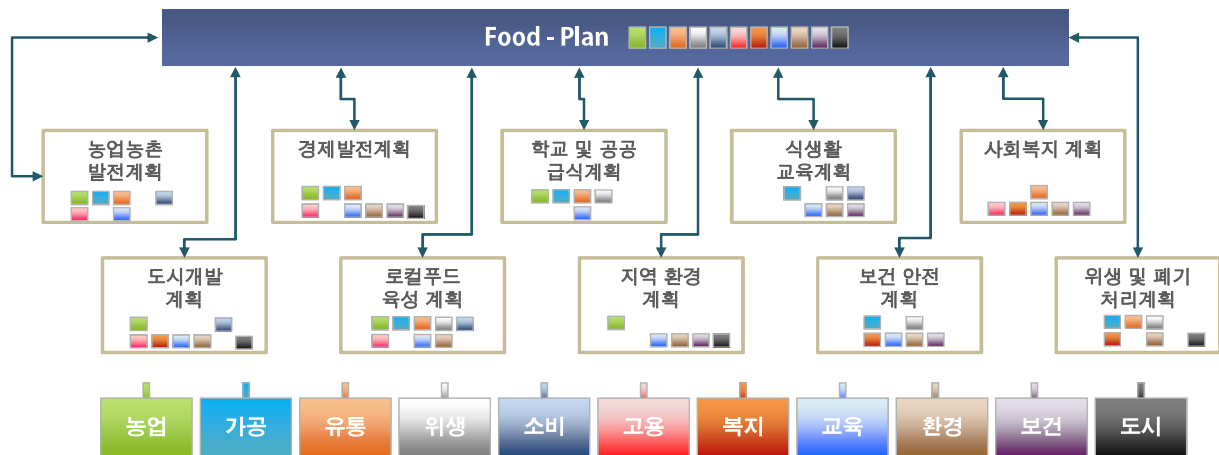 Food - Plan
농업농촌
발전계획
경제발전계획
학교 및 공공
급식계획
식생활
교육계획
사회복지 계획
도시개발
계획
로컬푸드
육성 계획
지역 환경
계획
보건 안전
계획
위생 및 폐기
처리계획
농업
가공
유통
위생
소비
고용
복지
교육
환경
보건
도시